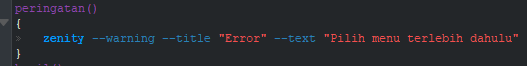 peringatan()
{
> zenity --warning --title "Error" --text "Pilih menu terlebih dahulu"
}